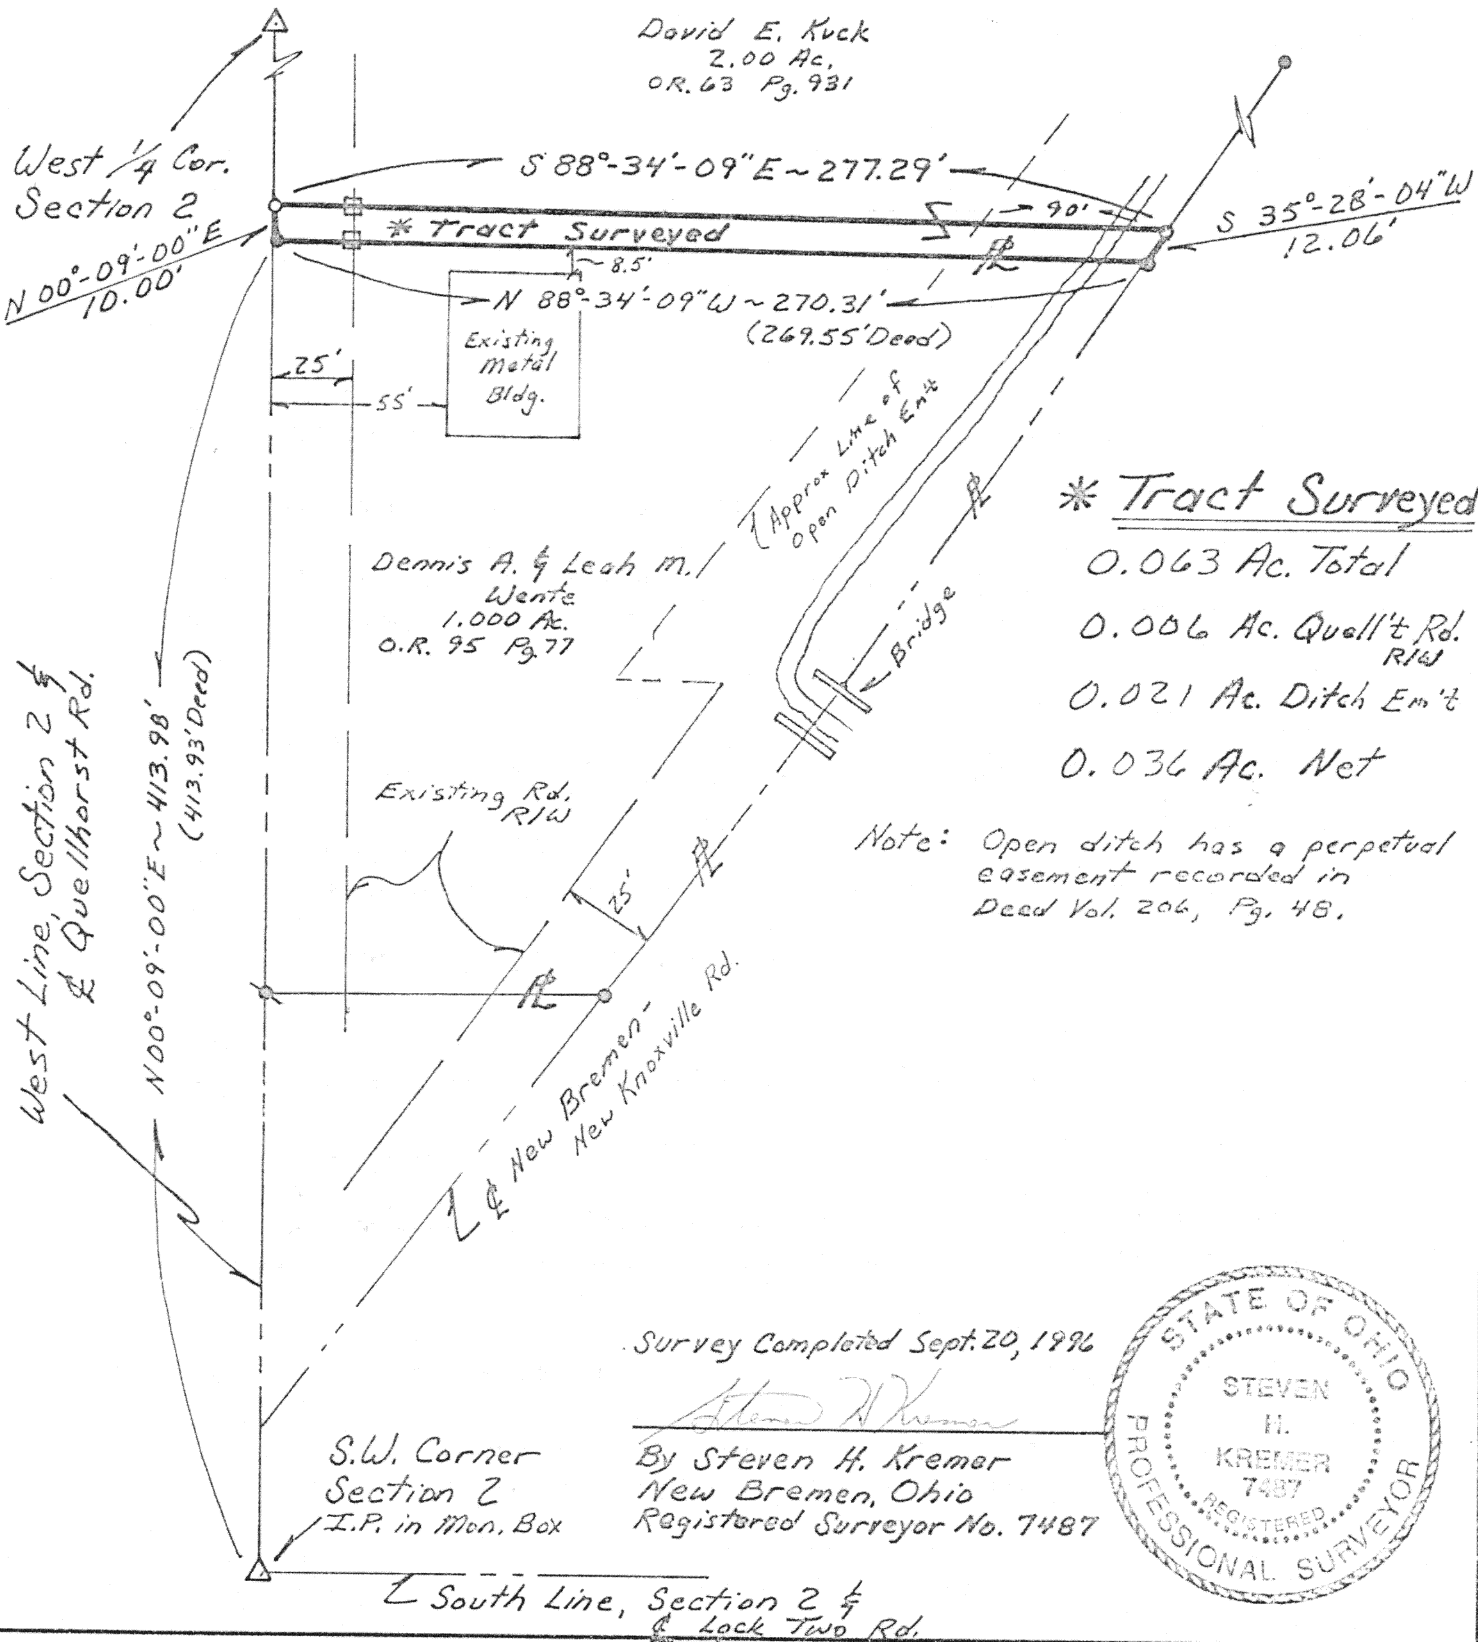 David E. Kuck
2.00 Ac.
O.R. 63 Pg. 931
West 1/4 Cor.
Section 2
S 88°-34'-09" E ~ 277.29'
N 00°-09'-00" E
10.00'
* Tract Surveyed
90'
S 35°-28'-04" W
12.06'
~8.5'
N 88°-34'-09" W ~ 270.31'
(269.55' Deed)
Existing
Metal
Bldg.
25'
55'
(Approx Line of
Open Ditch Em't
PL
PL
* Tract Surveyed
0.063 Ac. Total
0.006 Ac. Quell't Rd.
R/W
0.021 Ac. Ditch Em't
0.036 Ac. Net
Dennis A. & Leah M.
Wente
1.000 Ac.
O.R. 95 Pg. 77
Bridge
West Line, Section 2 &
℄ Quellhorst Rd.
N 00°-09'-00" E ~ 413.98'
(413.93' Deed)
Existing Rd.
R/W
Note: Open ditch has a perpetual
easement recorded in
Deed Vol. 206, Pg. 48.
25'
PL
PL
℄ New Bremen-
New Knoxville Rd.
Survey Completed Sept. 20, 1996
Steven H Kremer
By Steven H. Kremer
New Bremen, Ohio
Registered Surveyor No. 7487
S.W. Corner
Section 2
I.P. in Mon. Box
South Line, Section 2 &
℄ Lock Two Rd.
STATE OF OHIO
STEVEN
H.
KREMER
7487
REGISTERED
PROFESSIONAL SURVEYOR